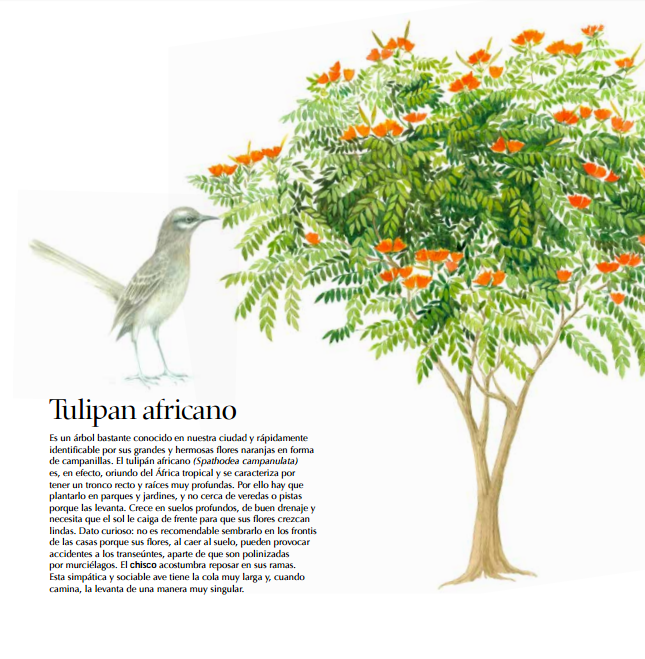 Tulipan africano
Es un árbol bastante conocido en nuestra ciudad y rápidamente
identificable por sus grandes y hermosas flores naranjas en forma
de campanillas. El tulipán africano (Spathodea campanulata)
es, en efecto, oriundo del África tropical y se caracteriza por
tener un tronco recto y raíces muy profundas. Por ello hay que
plantarlo en parques y jardines, y no cerca de veredas o pistas
porque las levanta. Crece en suelos profundos, de buen drenaje y
necesita que el sol le caiga de frente para que sus flores crezcan
lindas. Dato curioso: no es recomendable sembrarlo en los frontis
de las casas porque sus flores, al caer al suelo, pueden provocar
accidentes a los transeúntes, aparte de que son polinizadas
por murciélagos. El chisco acostumbra reposar en sus ramas.
Esta simpática y sociable ave tiene la cola muy larga y, cuando
camina, la levanta de una manera muy singular.